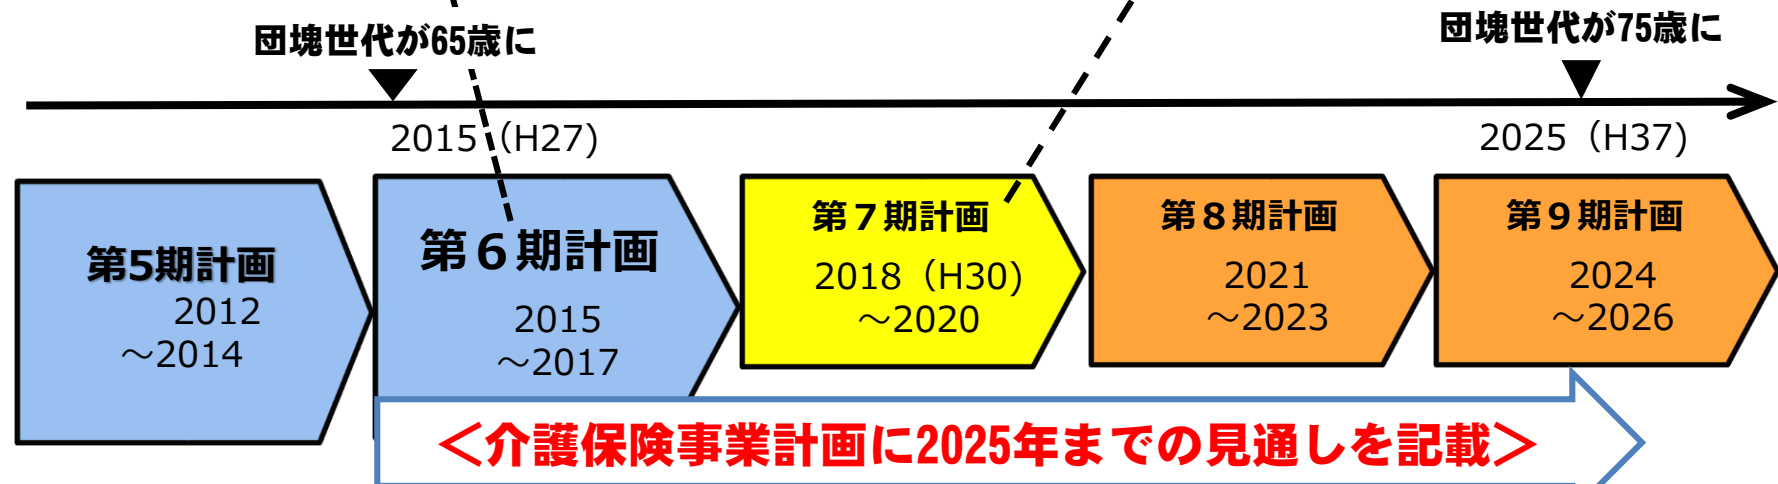 団塊世代が65歳に
団塊世代が75歳に
2015（H27)
2025（H37)
第5期計画
2012
～2014
第６期計画
2015
～2017
第７期計画
2018（H30)
～2020
第８期計画
2021
～2023
第９期計画
2024
～2026
＜介護保険事業計画に2025年までの見通しを記載＞